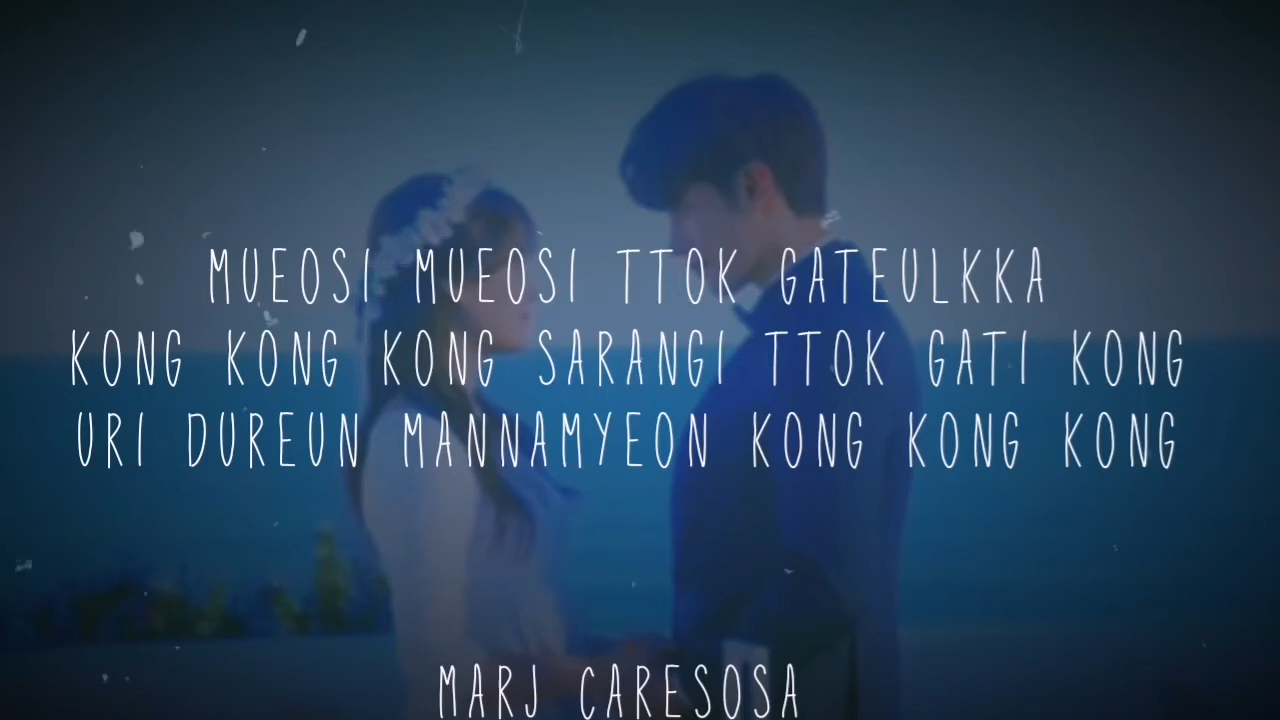 MUEOSI MUEOSI TTOK GATEULKKA
KONG KONG KONG SARANGI TTOK GATI KONG
URI DUREUN MANNAMYEON KONG KONG KONG
MARJ CARESOSA